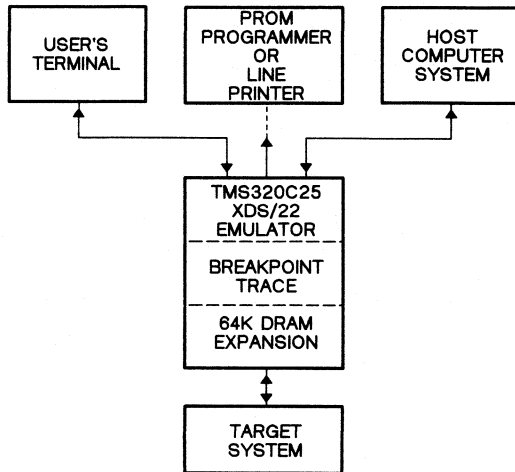 USER'S
TERMINAL
PROM
PROGRAMMER
OR
LINE
PRINTER
HOST
COMPUTER
SYSTEM
TMS320C25
XDS/22
EMULATOR
BREAKPOINT
TRACE
64K DRAM
EXPANSION
TARGET
SYSTEM